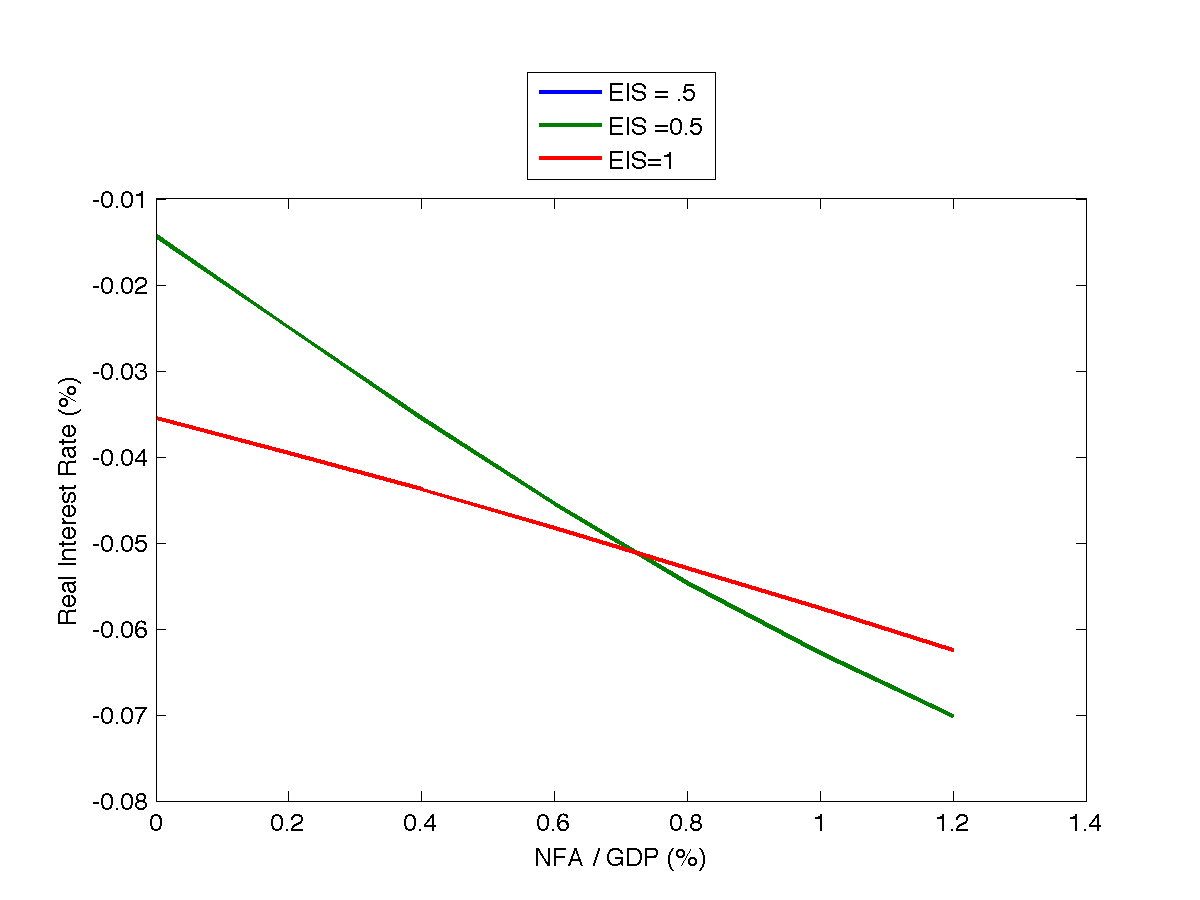 EIS = .5
EIS =0.5
EIS=1
-0.01
-0.02
-0.03
-0.04
-0.05
-0.06
-0.07
-0.08
Real Interest Rate (%)
0 0.2 0.4 0.6 0.8 1 1.2 1.4
NFA / GDP (%)